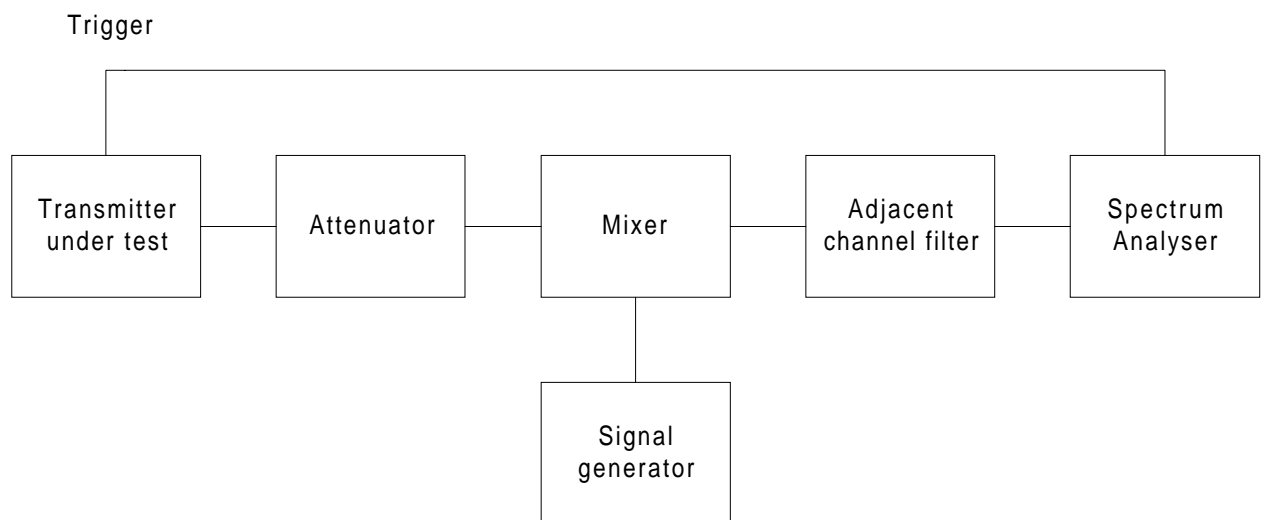 Trigger
Transmitter
under test
Attenuator
Mixer
Adjacent
channel filter
Spectrum
Analyser
Signal
generator